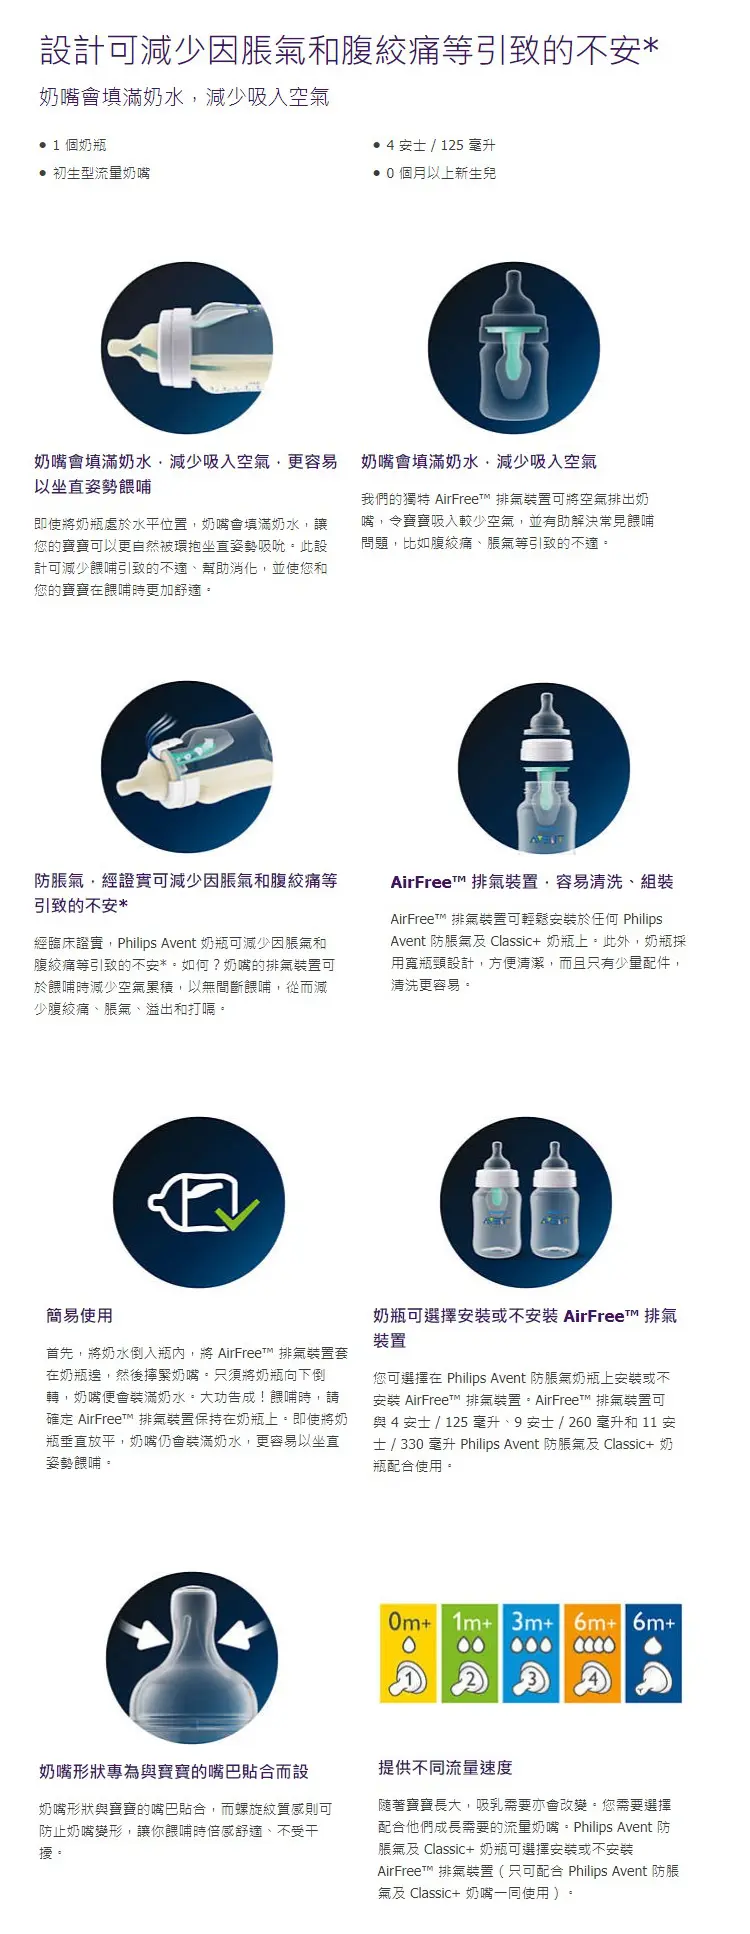 設計可減少因脹氣和腹絞痛等引致的不安*
奶嘴會填滿奶水，減少吸入空氣
● 1 個奶瓶
● 4 安士 / 125 毫升
● 初生型流量奶嘴
● 0 個月以上新生兒
奶嘴會填滿奶水，減少吸入空氣，更容易
以坐直姿勢餵哺
即使將奶瓶處於水平位置，奶嘴會填滿奶水，讓
您的寶寶可以更自然被環抱坐直姿勢吸吮。此設
計可減少餵哺引致的不適、幫助消化，並使您和
您的寶寶在餵哺時更加舒適。
奶嘴會填滿奶水，減少吸入空氣
我們的獨特 AirFree™ 排氣裝置可將空氣排出奶
嘴，令寶寶吸入較少空氣，並有助解決常見餵哺
問題，比如腹絞痛、脹氣等引致的不適。
防脹氣，經證實可減少因脹氣和腹絞痛等
引致的不安*
經臨床證實，Philips Avent 奶瓶可減少因脹氣和
腹絞痛等引致的不安*。如何？奶嘴的排氣裝置可
於餵哺時減少空氣累積，以無間斷餵哺，從而減
少腹絞痛、脹氣、溢出和打嗝。
AVENT
AirFree™ 排氣裝置，容易清洗、組裝
AirFree™ 排氣裝置可輕鬆安裝於任何 Philips
Avent 防脹氣及 Classic+ 奶瓶上。此外，奶瓶採
用寬瓶頸設計，方便清潔，而且只有少量配件，
清洗更容易。
簡易使用
首先，將奶水倒入瓶內，將 AirFree™ 排氣裝置套
在奶瓶邊，然後擰緊奶嘴。只須將奶瓶向下倒
轉，奶嘴便會裝滿奶水。大功告成！餵哺時，請
確定 AirFree™ 排氣裝置保持在奶瓶上。即使將奶
瓶垂直放平，奶嘴仍會裝滿奶水，更容易以坐直
姿勢餵哺。
AVENT
AVENT
奶瓶可選擇安裝或不安裝 AirFree™ 排氣
裝置
您可選擇在 Philips Avent 防脹氣奶瓶上安裝或不
安裝 AirFree™ 排氣裝置。AirFree™ 排氣裝置可
與 4 安士 / 125 毫升、9 安士 / 260 毫升和 11 安
士 / 330 毫升 Philips Avent 防脹氣及 Classic+ 奶
瓶配合使用。
奶嘴形狀專為與寶寶的嘴巴貼合而設
奶嘴形狀與寶寶的嘴巴貼合，而螺旋紋質感則可
防止奶嘴變形，讓你餵哺時倍感舒適、不受干
擾。
0m+ 1m+ 3m+ 6m+ 6m+
1 2 3 4 Y
提供不同流量速度
隨著寶寶長大，吸乳需要亦會改變。您需要選擇
配合他們成長需要的流量奶嘴。Philips Avent 防
脹氣及 Classic+ 奶瓶可選擇安裝或不安裝
AirFree™ 排氣裝置（只可配合 Philips Avent 防脹
氣及 Classic+ 奶嘴一同使用）。